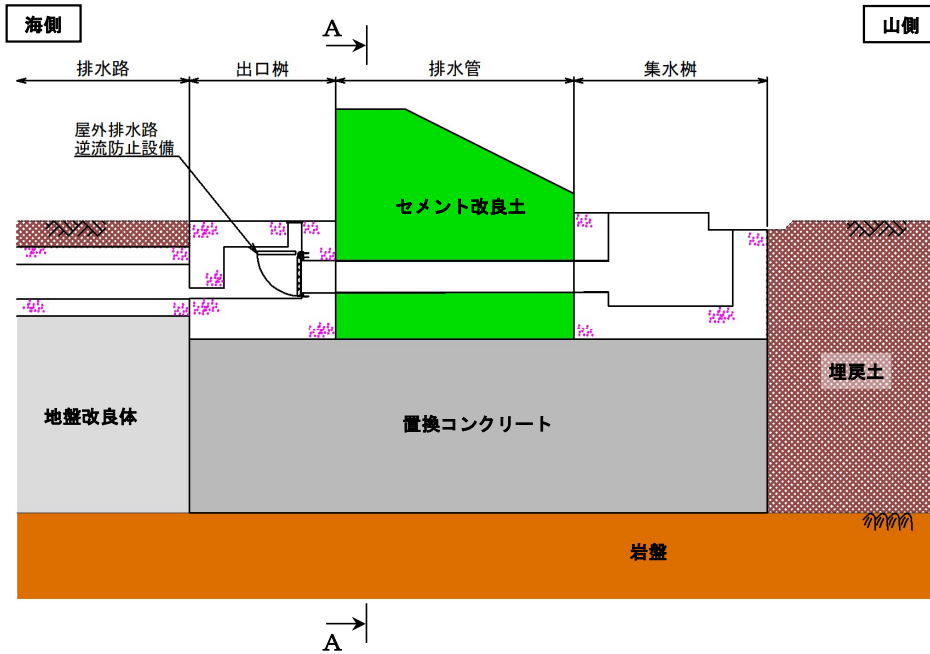 海側
A
山側
排水路
出口桝
排水管
集水桝
屋外排水路
逆流防止設備
セメント改良土
埋戻土
地盤改良体
置換コンクリート
岩盤
A